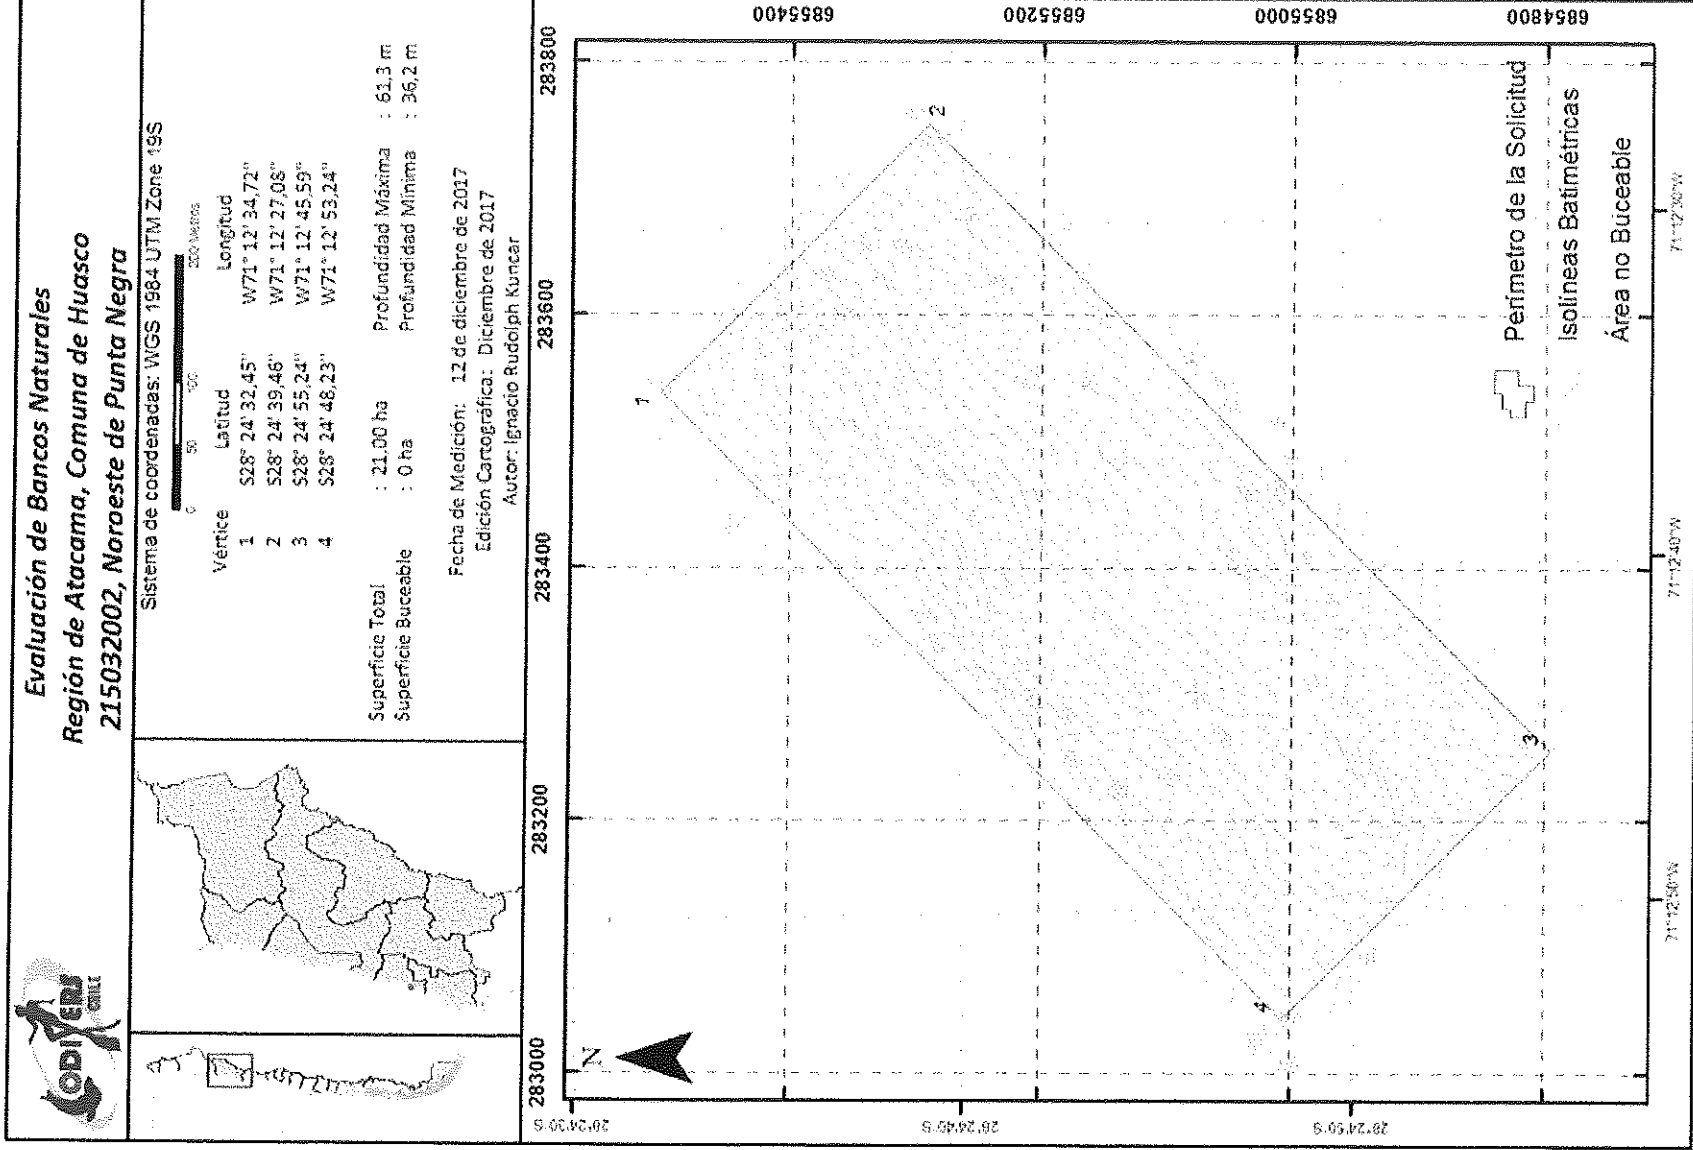 CODIVERS
CHILE
Evaluación de Bancos Naturales
Región de Atacama, Comuna de Huasco
215032002, Noroeste de Punta Negra
Sistema de coordenadas: WGS 1984 UTM Zone 19S
0 50 100 200 Metros
Vértice Latitud Longitud
1 S28° 24' 32,45" W71° 12' 34,72"
2 S28° 24' 39,46" W71° 12' 27,08"
3 S28° 24' 55,24" W71° 12' 45,59"
4 S28° 24' 48,23" W71° 12' 53,24"
Superficie Total : 21,00 ha Profundidad Máxima : 61,3 m
Superficie Buceable : 0 ha Profundidad Mínima : 36,2 m
Fecha de Medición: 12 de diciembre de 2017
Edición Cartográfica: Diciembre de 2017
Autor: Ignacio Rudolph Kuncar
283000 283200 283400 283600 283800
28°24'30"S
N
1
6855400
2
28°24'40"S
6855200
4
6855000
28°24'50"S
3
6854800
Perímetro de la Solicitud
Isolíneas Batimétricas
Área no Buceable
71°12'50"W 71°12'40"W 71°12'30"W